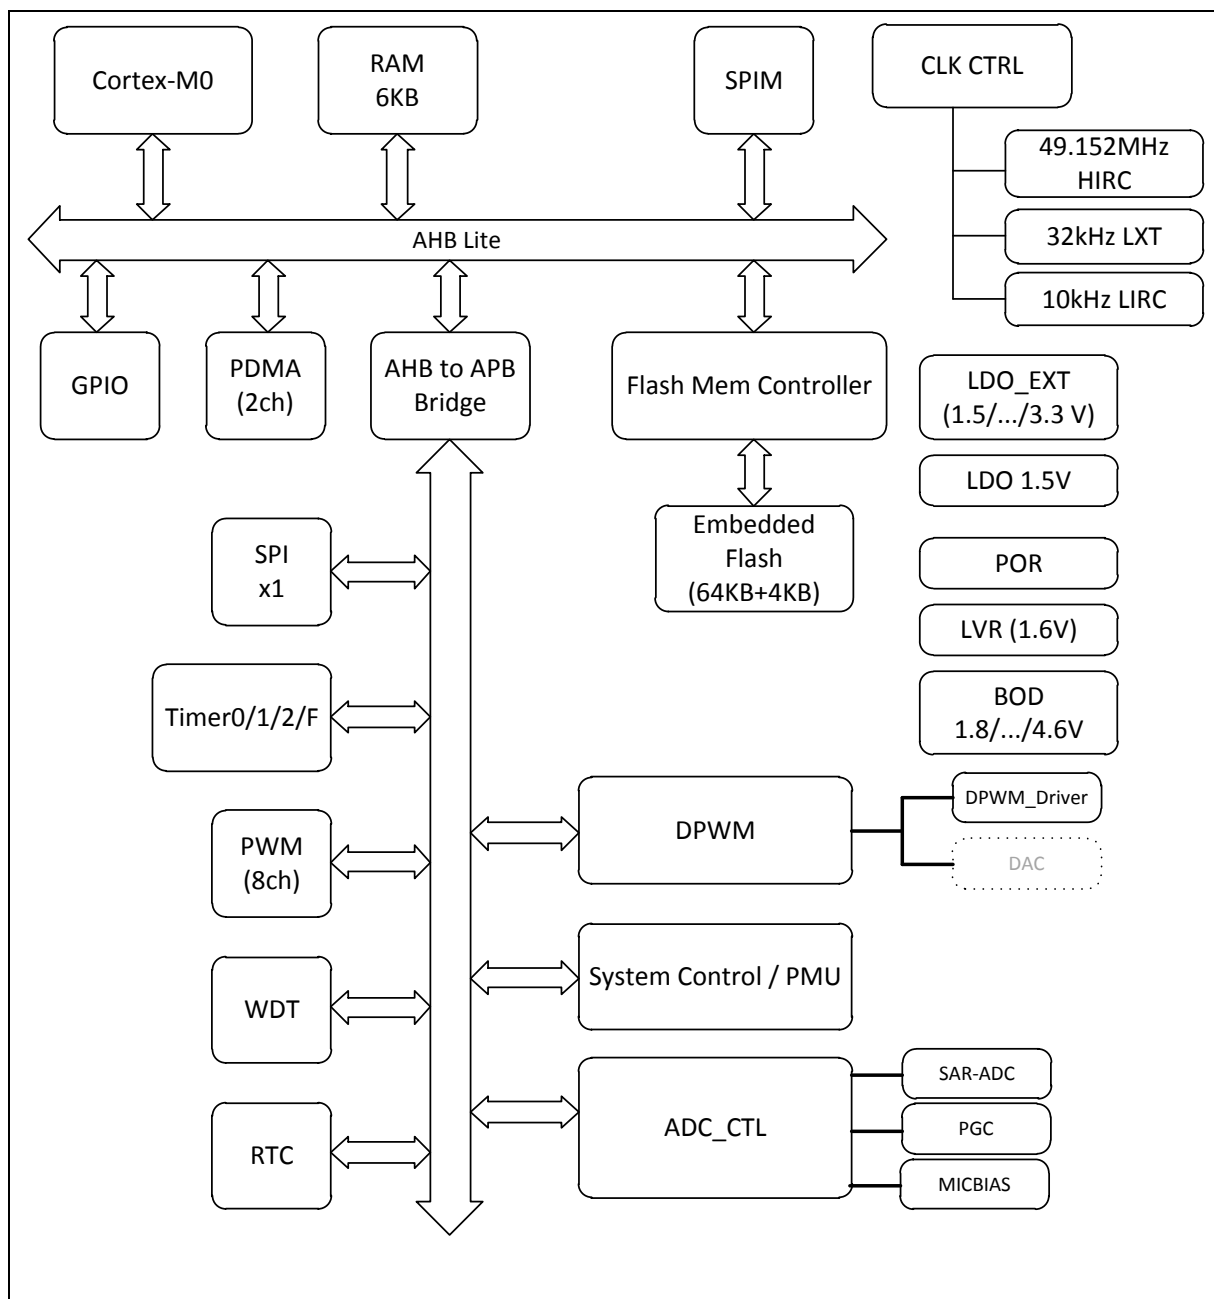 Cortex-M0
RAM
6KB
SPIM
CLK CTRL
49.152MHz
HIRC
32kHz LXT
10kHz LIRC
AHB Lite
GPIO
PDMA
(2ch)
AHB to APB
Bridge
Flash Mem Controller
LDO_EXT
(1.5/.../3.3 V)
LDO 1.5V
Embedded
Flash
(64KB+4KB)
SPI
x1
POR
LVR (1.6V)
BOD
1.8/.../4.6V
Timer0/1/2/F
PWM
(8ch)
DPWM
DPWM_Driver
DAC
WDT
System Control / PMU
RTC
ADC_CTL
SAR-ADC
PGC
MICBIAS